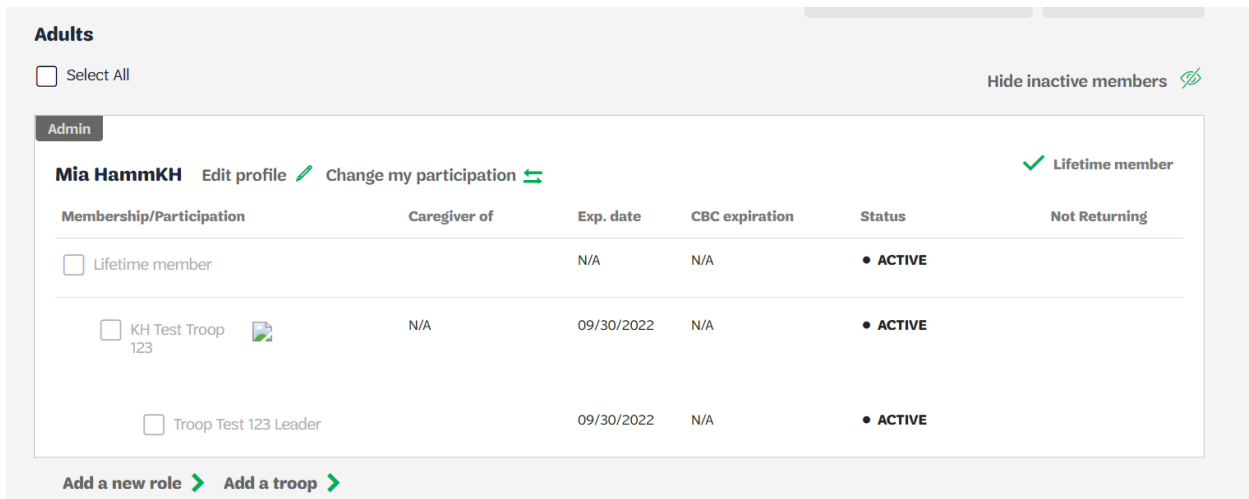 Adults
Select All
Hide inactive members
Admin
Mia HammKH Edit profile Change my participation Lifetime member
Membership/Participation Caregiver of Exp. date CBC expiration Status Not Returning
Lifetime member N/A N/A ACTIVE
KH Test Troop N/A 09/30/2022 N/A ACTIVE
123
Troop Test 123 Leader 09/30/2022 N/A ACTIVE
Add a new role Add a troop